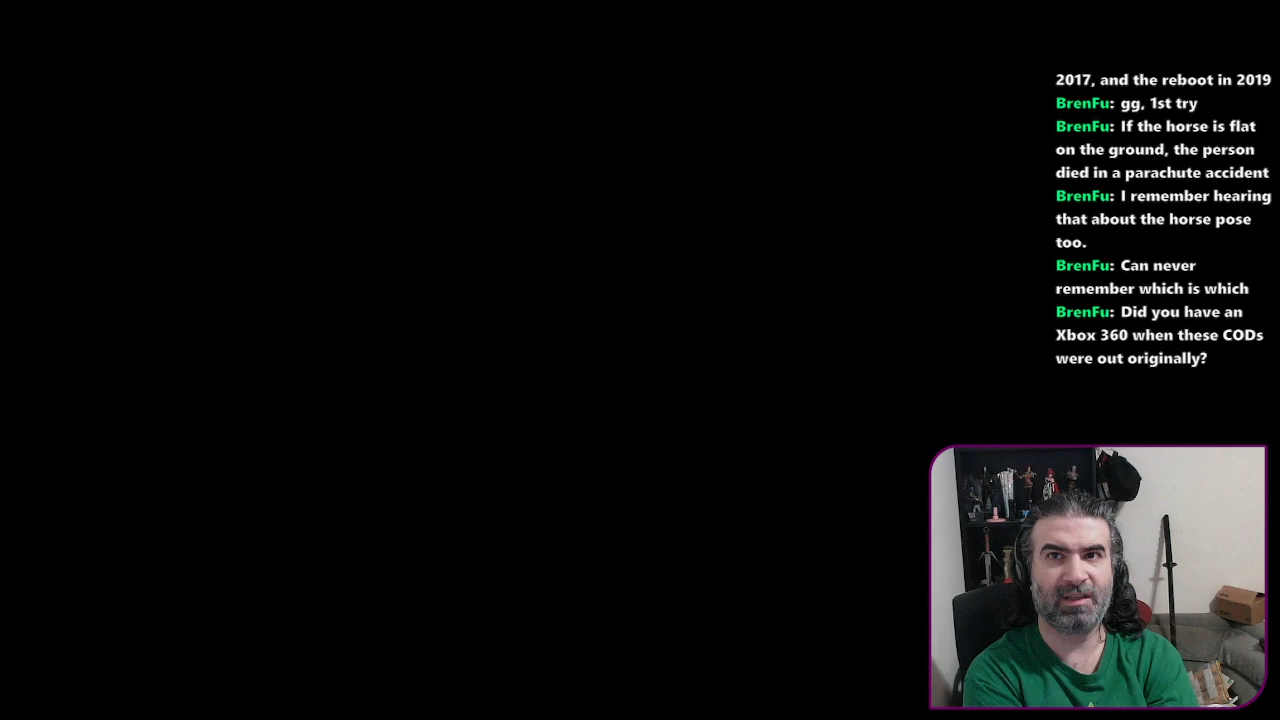 2017, and the reboot in 2019
BrenFu: gg, 1st try
BrenFu: If the horse is flat
on the ground, the person
died in a parachute accident
BrenFu: I remember hearing
that about the horse pose
too.
BrenFu: Can never
remember which is which
BrenFu: Did you have an
Xbox 360 when these CODs
were out originally?